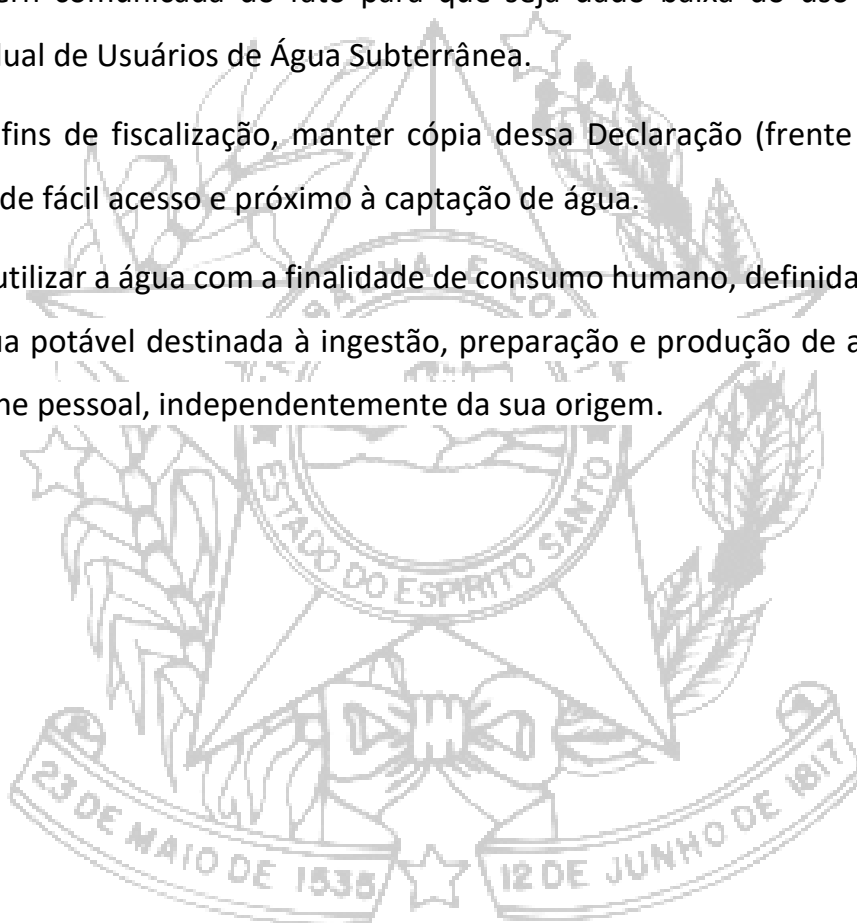 comunicada do fato para que seja dado baixa do uso
de Usuários de Água Subterrânea.
fins de fiscalização, manter cópia dessa Declaração (frente
de fácil acesso e próximo à captação de água.
utilizar a água com a finalidade de consumo humano, definida
potável destinada à ingestão, preparação e produção de
pessoal, independentemente da sua origem.
ESTADO DO ESPIRITO SANTO
23 DE MAIO DE 1535
12 DE JUNHO DE 1817